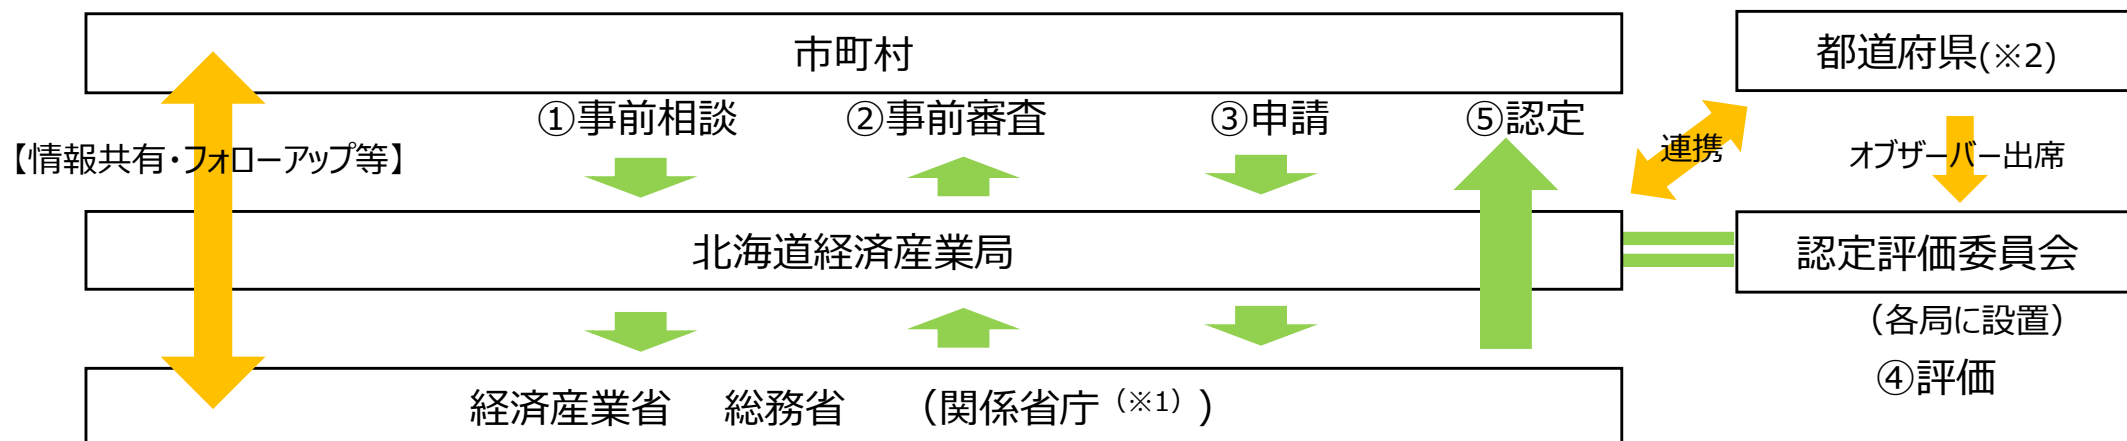 市町村
都道府県(※2)
①事前相談
②事前審査
③申請
⑤認定
連携
【情報共有・フォローアップ等】
オブザーバー出席
北海道経済産業局
認定評価委員会
（各局に設置）
④評価
経済産業省 総務省 （関係省庁（※1））